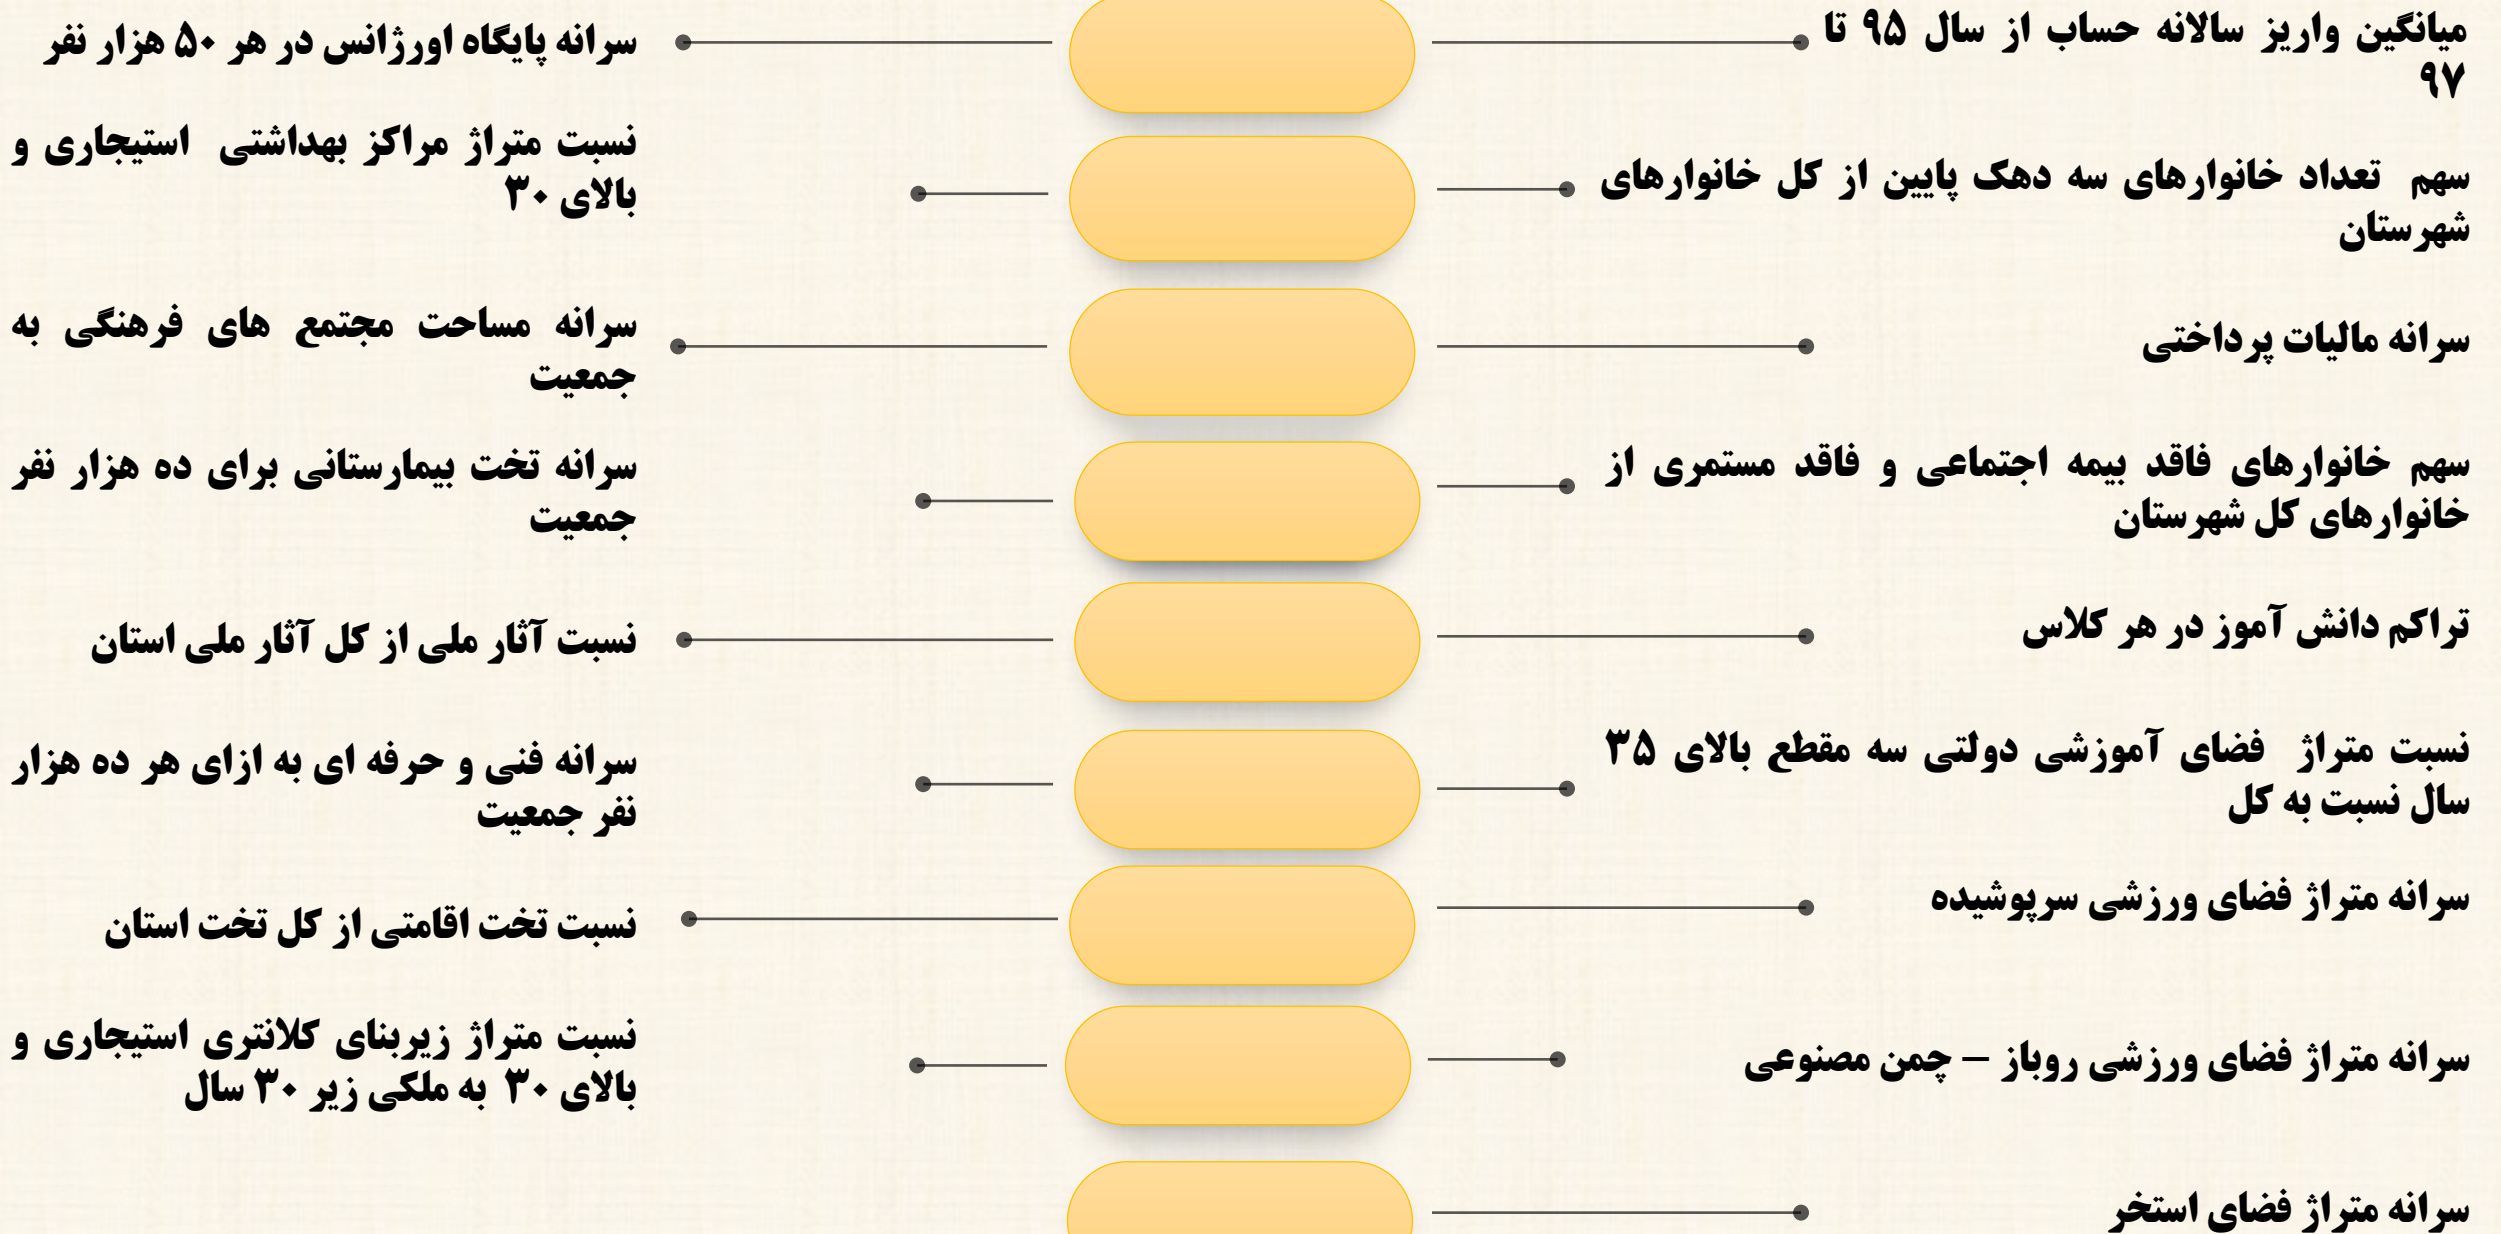 میانگین واریز سالانه حساب از سال ۹۵ تا
۹۷
سهم تعداد خانوارهای سه دهک پایین از کل خانوارهای
شهرستان
سرانه مالیات پرداختی
سهم خانوارهای فاقد بیمه اجتماعی و فاقد مستمری از
خانوارهای کل شهرستان
تراکم دانش آموز در هر کلاس
نسبت متراژ فضای آموزشی دولتی سه مقطع بالای ۳۵
سال نسبت به کل
سرانه متراژ فضای ورزشی سرپوشیده
سرانه متراژ فضای ورزشی روباز – چمن مصنوعی
سرانه متراژ فضای استخر
سرانه پایگاه اورژانس در هر ۵۰ هزار نفر
نسبت متراژ مراکز بهداشتی استیجاری و
بالای ۳۰
سرانه مساحت مجتمع های فرهنگی به
جمعیت
سرانه تخت بیمارستانی برای ده هزار نفر
جمعیت
نسبت آثار ملی از کل آثار ملی استان
سرانه فنی و حرفه ای به ازای هر ده هزار
نفر جمعیت
نسبت تخت اقامتی از کل تخت استان
نسبت متراژ زیربنای کلانتری استیجاری و
بالای ۳۰ به ملکی زیر ۳۰ سال